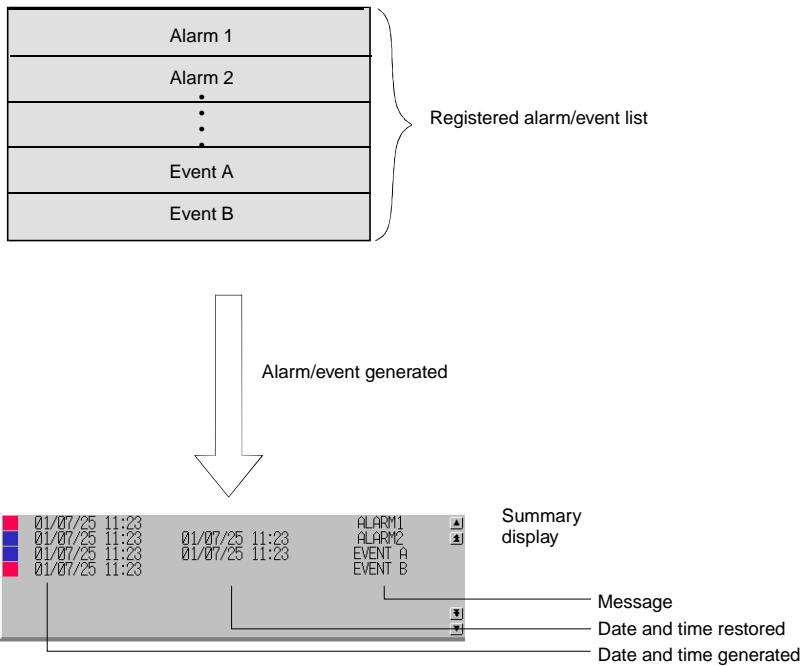 Alarm 1
Alarm 2
Registered alarm/event list
Event A
Event B
Alarm/event generated
01/07/25 11:23 ALARM1
01/07/25 11:23 01/07/25 11:23 ALARM2
01/07/25 11:23 01/07/25 11:23 EVENT A
01/07/25 11:23 EVENT B
Summary
display
Message
Date and time restored
Date and time generated